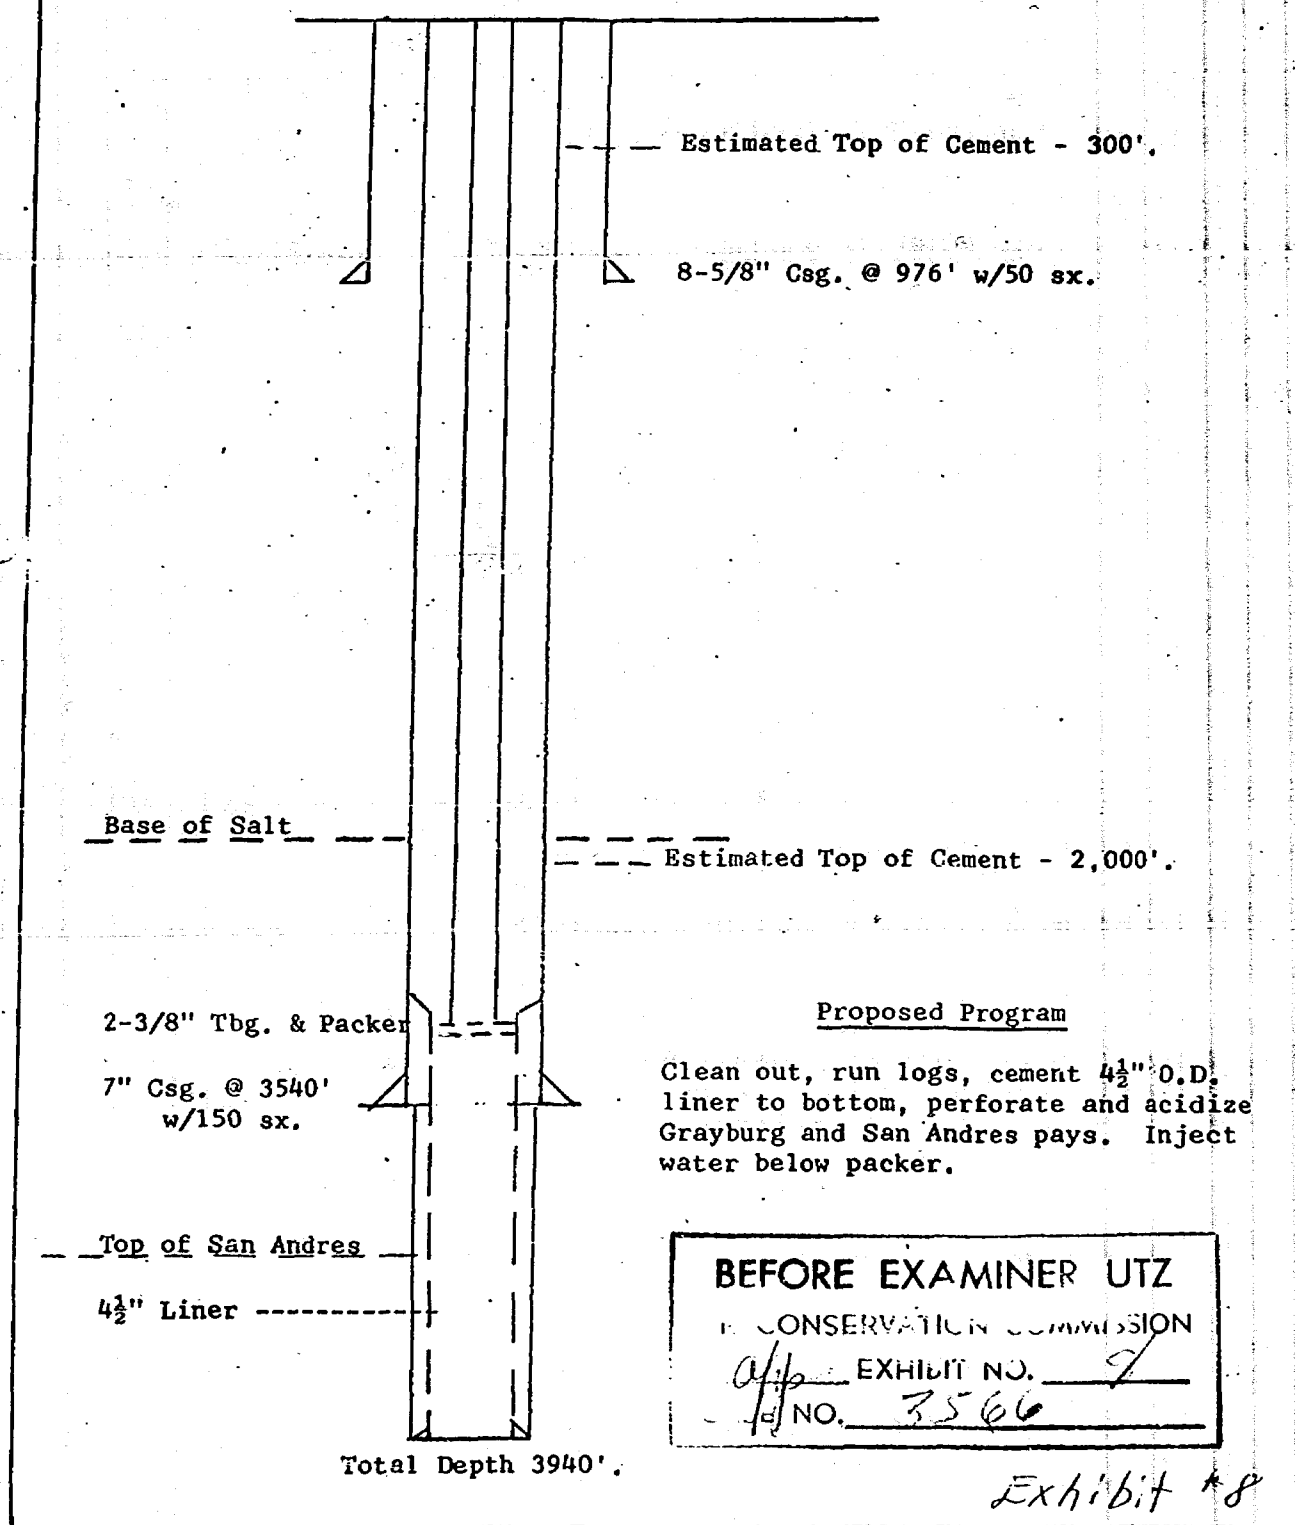 Estimated Top of Cement - 300'.
8-5/8" Csg. @ 976' w/50 sx.
Base of Salt
Estimated Top of Cement - 2,000'.
2-3/8" Tbg. & Packer
7" Csg. @ 3540'
w/150 sx.
Proposed Program
Clean out, run logs, cement 4½" O.D.
liner to bottom, perforate and acidize
Grayburg and San Andres pays. Inject
water below packer.
Top of San Andres
4½" Liner
BEFORE EXAMINER UTZ
CONSERVATION COMMISSION
EXHIBIT NO.
NO. 3566
Total Depth 3940'.
Exhibit #8